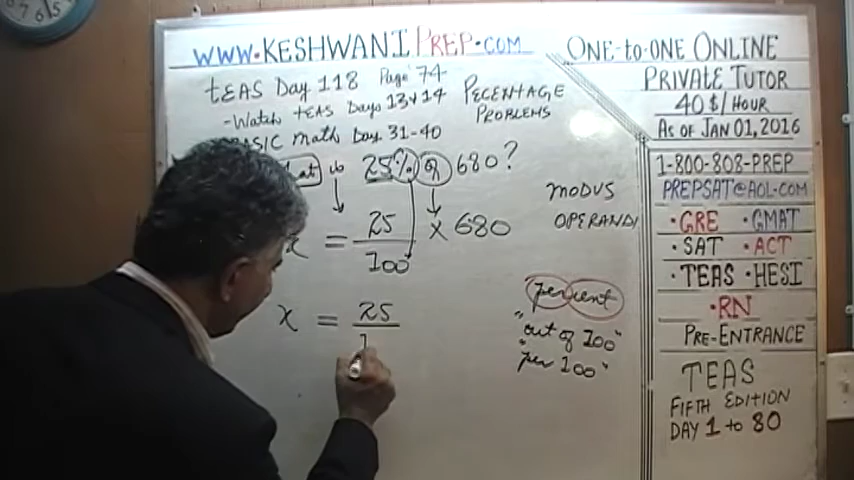 WWW.KESHWANIPREP.COM
TEAS DAY 118 Page 74
-WATCH TEAS Days 13+14
BASIC Math Day 31-40
PECENTAGE
PROBLEMS
is 25% of 680?
x = 25/100 × 680
x = 25
MODUS
OPERANDI
"percent"
"out of 100"
"per 100"
ONE-to-ONE ONLINE
PRIVATE TUTOR
40$/HOUR
AS OF JAN 01, 2016
1-800-808-PREP
PREPSAT@AOL.COM
•GRE •GMAT
•SAT •ACT
•TEAS •HESI
•RN
PRE-ENTRANCE
TEAS
FIFTH EDITION
DAY 1 to 80